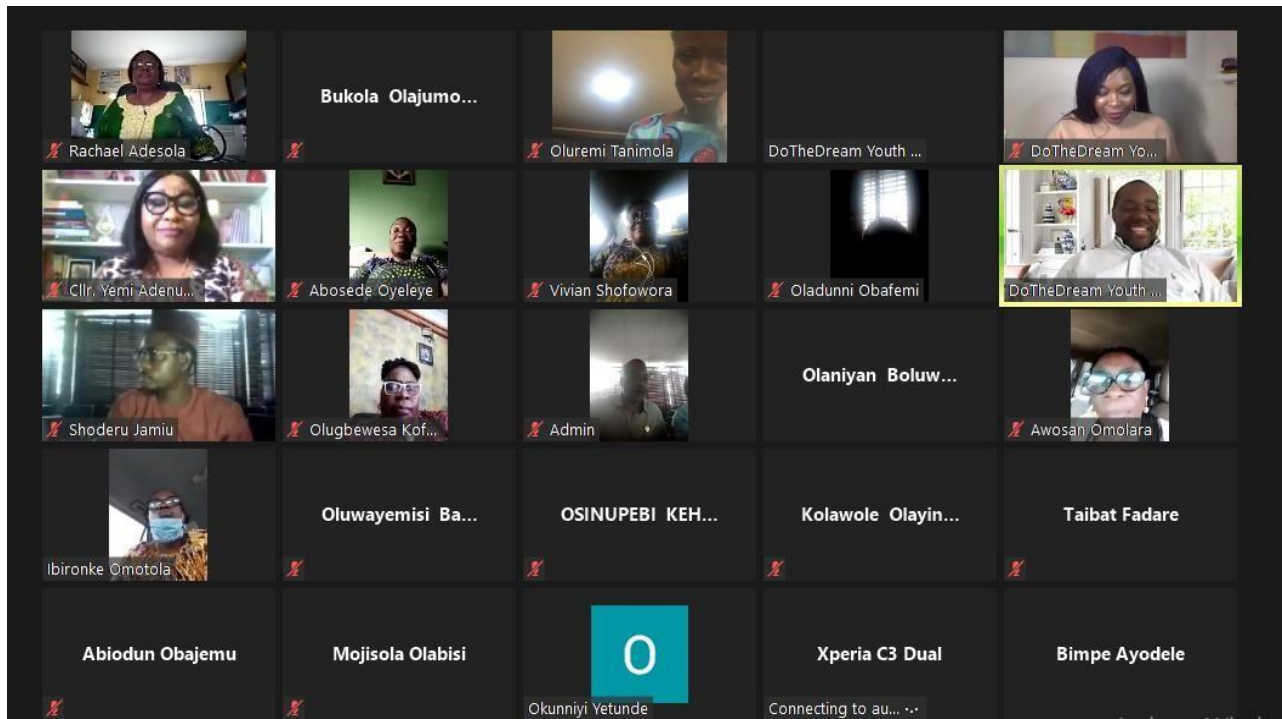 Rachael Adesola
Bukola Olajumo...
Oluremi Tanimola
DoTheDream Youth ...
DoTheDream Yo...
Cllr. Yemi Adenu...
Abosede Oyeleye
Vivian Shofowora
Oladunni Obafemi
DoTheDream Youth ...
Shoderu Jamiu
Olugbewesa Kof...
Admin
Olaniyan Boluw...
Awosan Omolara
Ibironke Omotola
Oluwayemisi Ba...
OSINUPEBI KEH...
Kolawole Olayin...
Taibat Fadare
Abiodun Obajemu
Mojisola Olabisi
O
Okunniyi Yetunde
Xperia C3 Dual
Connecting to au...
Bimpe Ayodele